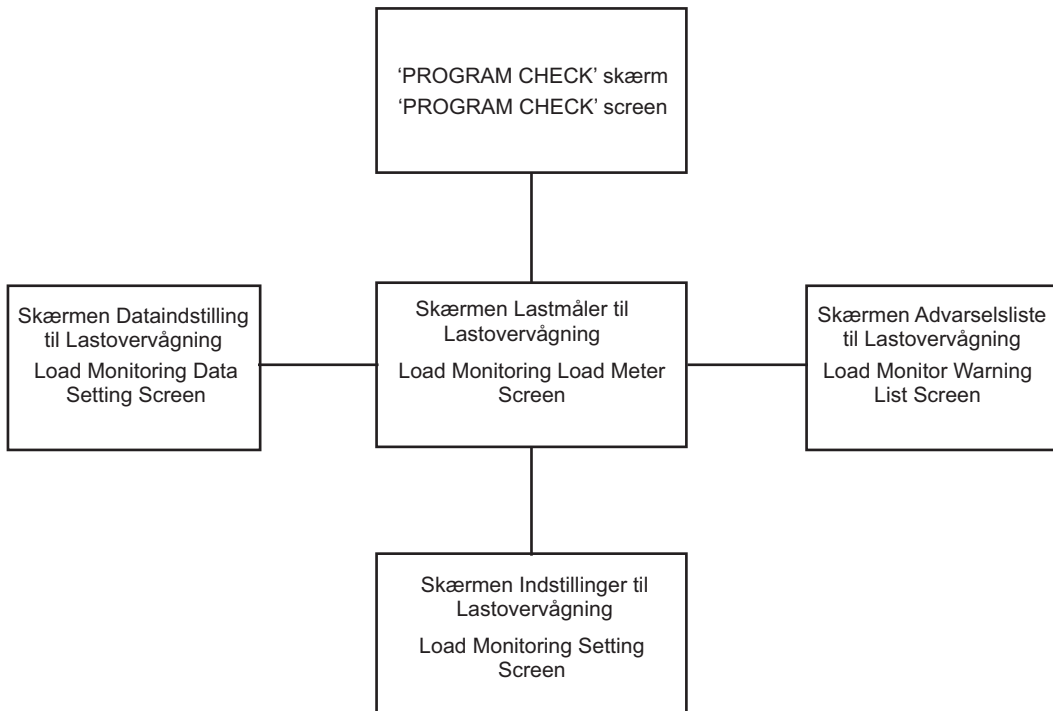 ‘PROGRAM CHECK’ skærm
‘PROGRAM CHECK’ screen
Skærmen Dataindstilling
til Lastovervågning
Load Monitoring Data
Setting Screen
Skærmen Lastmåler til
Lastovervågning
Load Monitoring Load Meter
Screen
Skærmen Advarselsliste
til Lastovervågning
Load Monitor Warning
List Screen
Skærmen Indstillinger til
Lastovervågning
Load Monitoring Setting
Screen